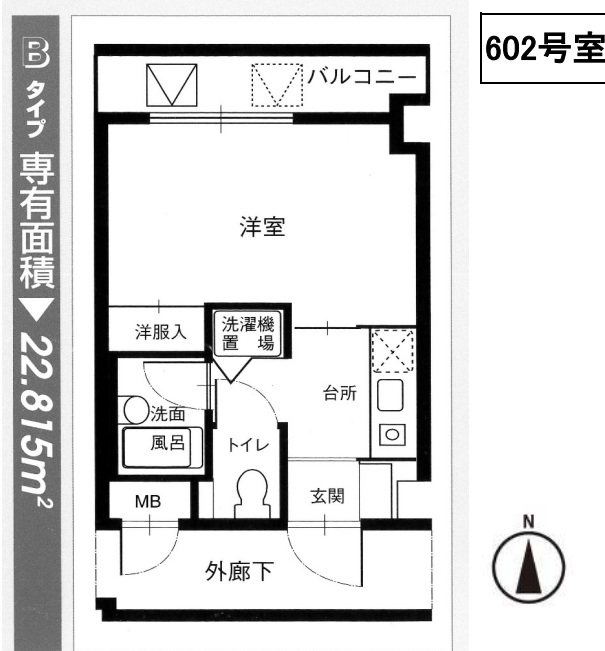 602号室
Bタイプ 専有面積▼22.815m²
バルコニー
洋室
洋服入
洗濯機
置場
台所
洗面
風呂
トイレ
MB
玄関
外廊下
N